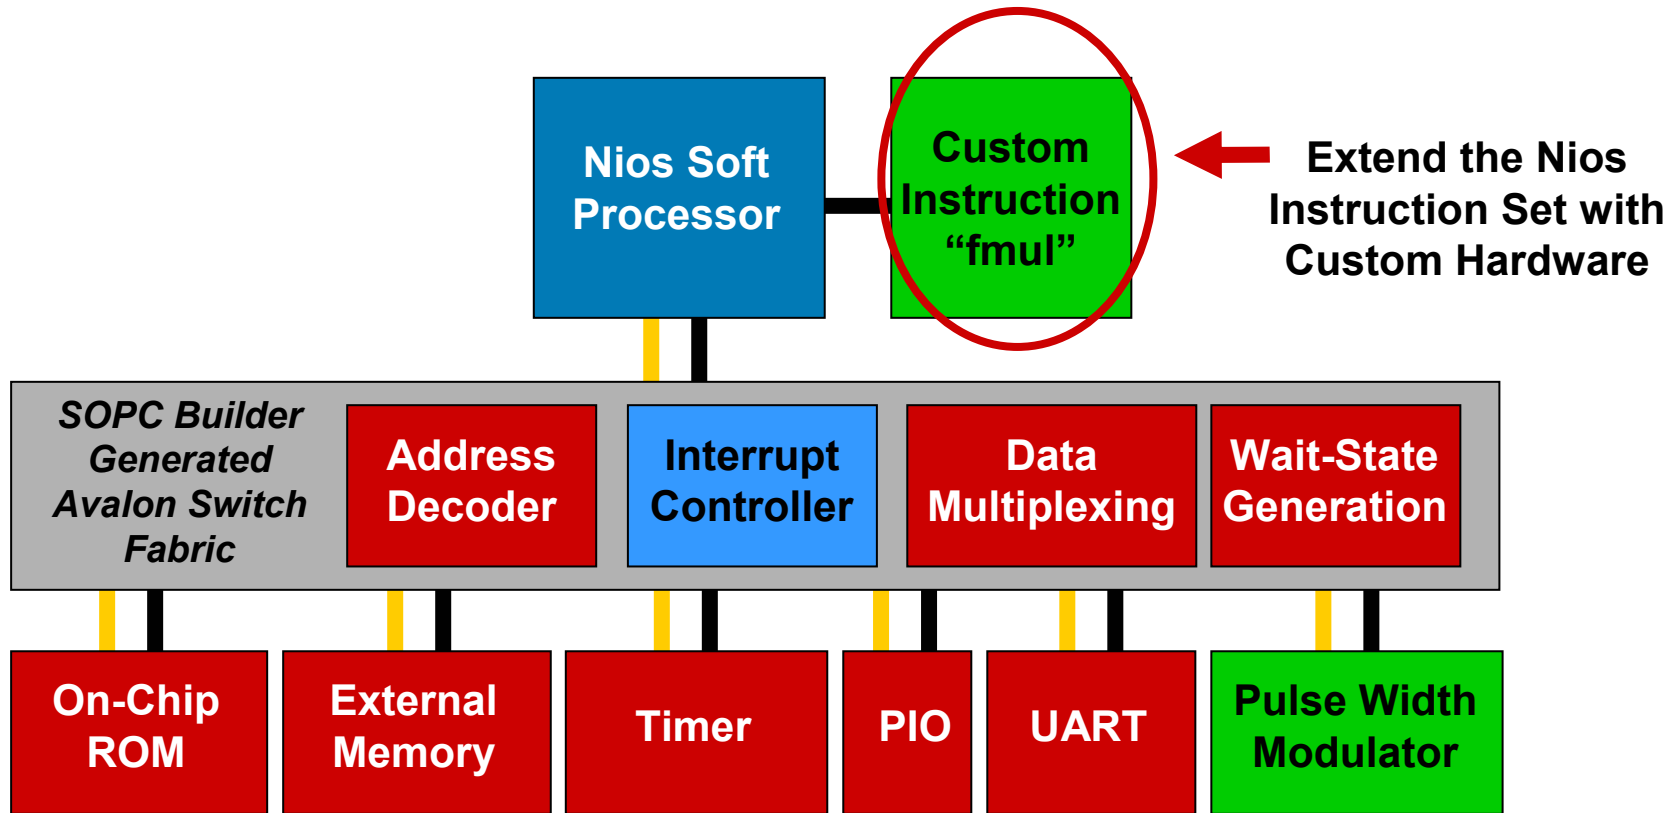 Nios Soft
Processor
Custom
Instruction
“fmul”
Extend the Nios
Instruction Set with
Custom Hardware
SOPC Builder
Generated
Avalon Switch
Fabric
Address
Decoder
Interrupt
Controller
Data
Multiplexing
Wait-State
Generation
On-Chip
ROM
External
Memory
Timer
PIO
UART
Pulse Width
Modulator